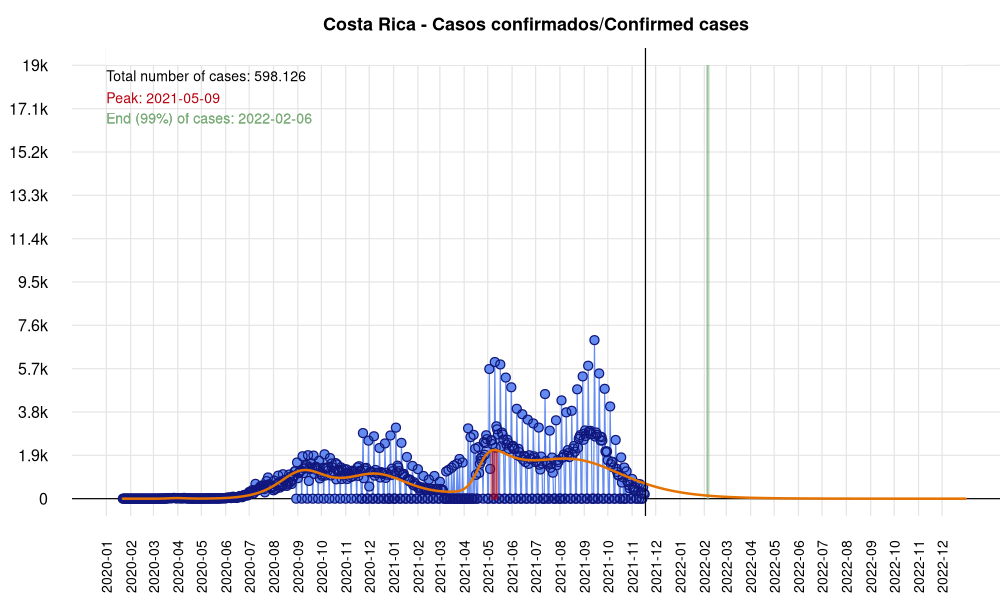 Costa Rica - Casos confirmados/Confirmed cases
19k
17.1k
15.2k
13.3k
11.4k
9.5k
7.6k
5.7k
3.8k
1.9k
0
Total number of cases: 598.126
Peak: 2021-05-09
End (99%) of cases: 2022-02-06
2020-01
2020-02
2020-03
2020-04
2020-05
2020-06
2020-07
2020-08
2020-09
2020-10
2020-11
2020-12
2021-01
2021-02
2021-03
2021-04
2021-05
2021-06
2021-07
2021-08
2021-09
2021-10
2021-11
2021-12
2022-01
2022-02
2022-03
2022-04
2022-05
2022-06
2022-07
2022-08
2022-09
2022-10
2022-11
2022-12